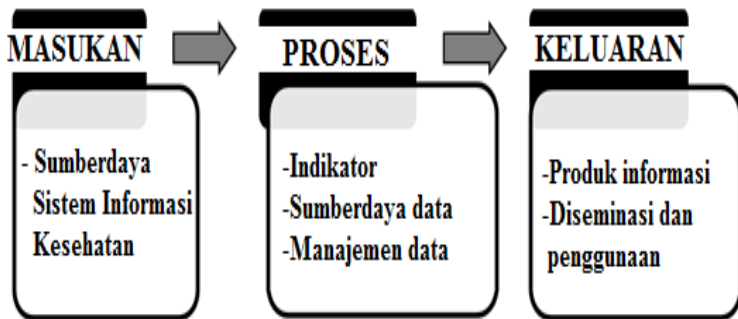 MASUKAN
- Sumberdaya
Sistem Informasi
Kesehatan
PROSES
-Indikator
-Sumberdaya data
-Manajemen data
KELUARAN
-Produk informasi
-Diseminasi dan
penggunaan